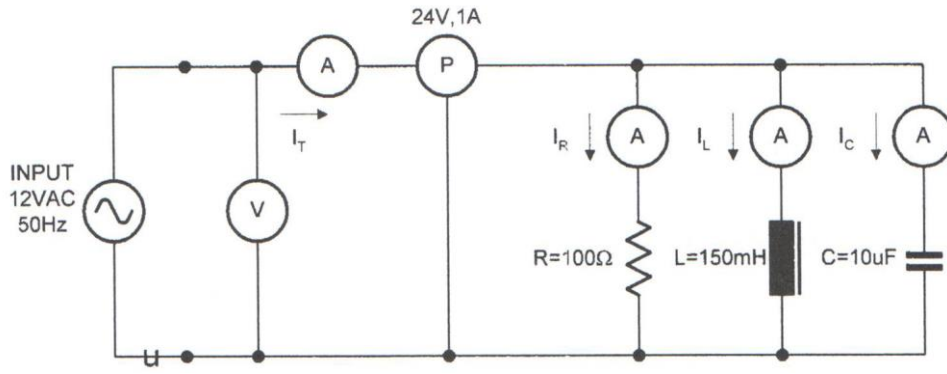 24V,1A
A
P
I_T
INPUT
12VAC
50Hz
V
I_R
A
I_L
A
I_C
A
R=100Ω
L=150mH
C=10uF
u